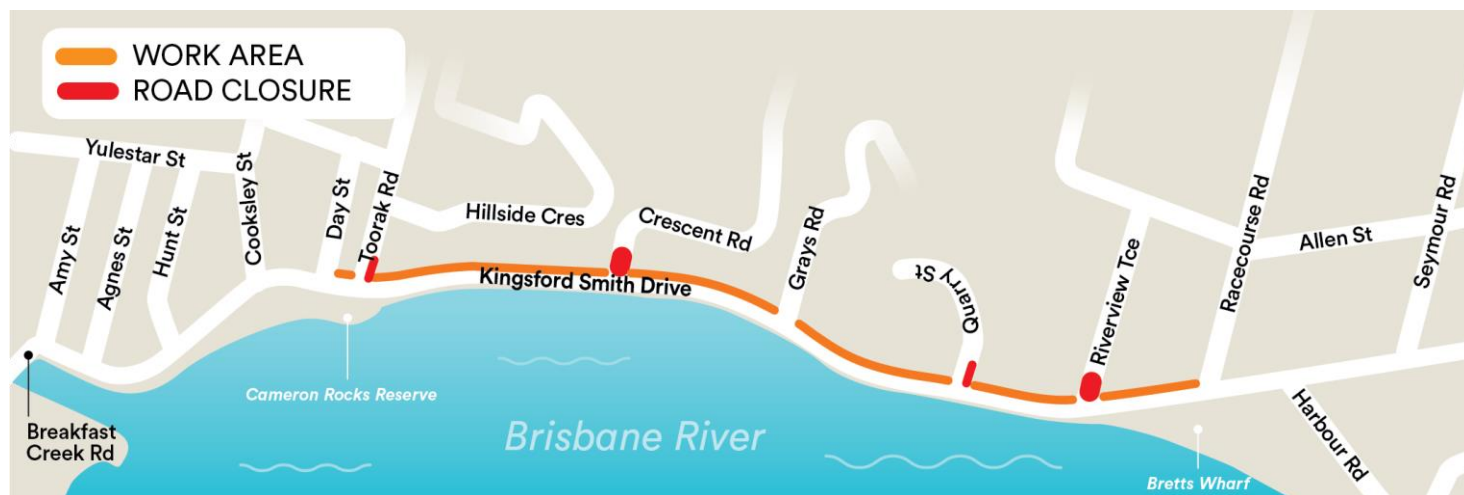 WORK AREA
ROAD CLOSURE
Yulestar St
Amy St
Agnes St
Hunt St
Cooksley St
Day St
Toorak Rd
Hillside Cres
Crescent Rd
Kingsford Smith Drive
Grays Rd
Quarry St
Riverview Tce
Racecourse Rd
Allen St
Seymour Rd
Harbour Rd
Cameron Rocks Reserve
Breakfast
Creek Rd
Brisbane River
Bretts Wharf